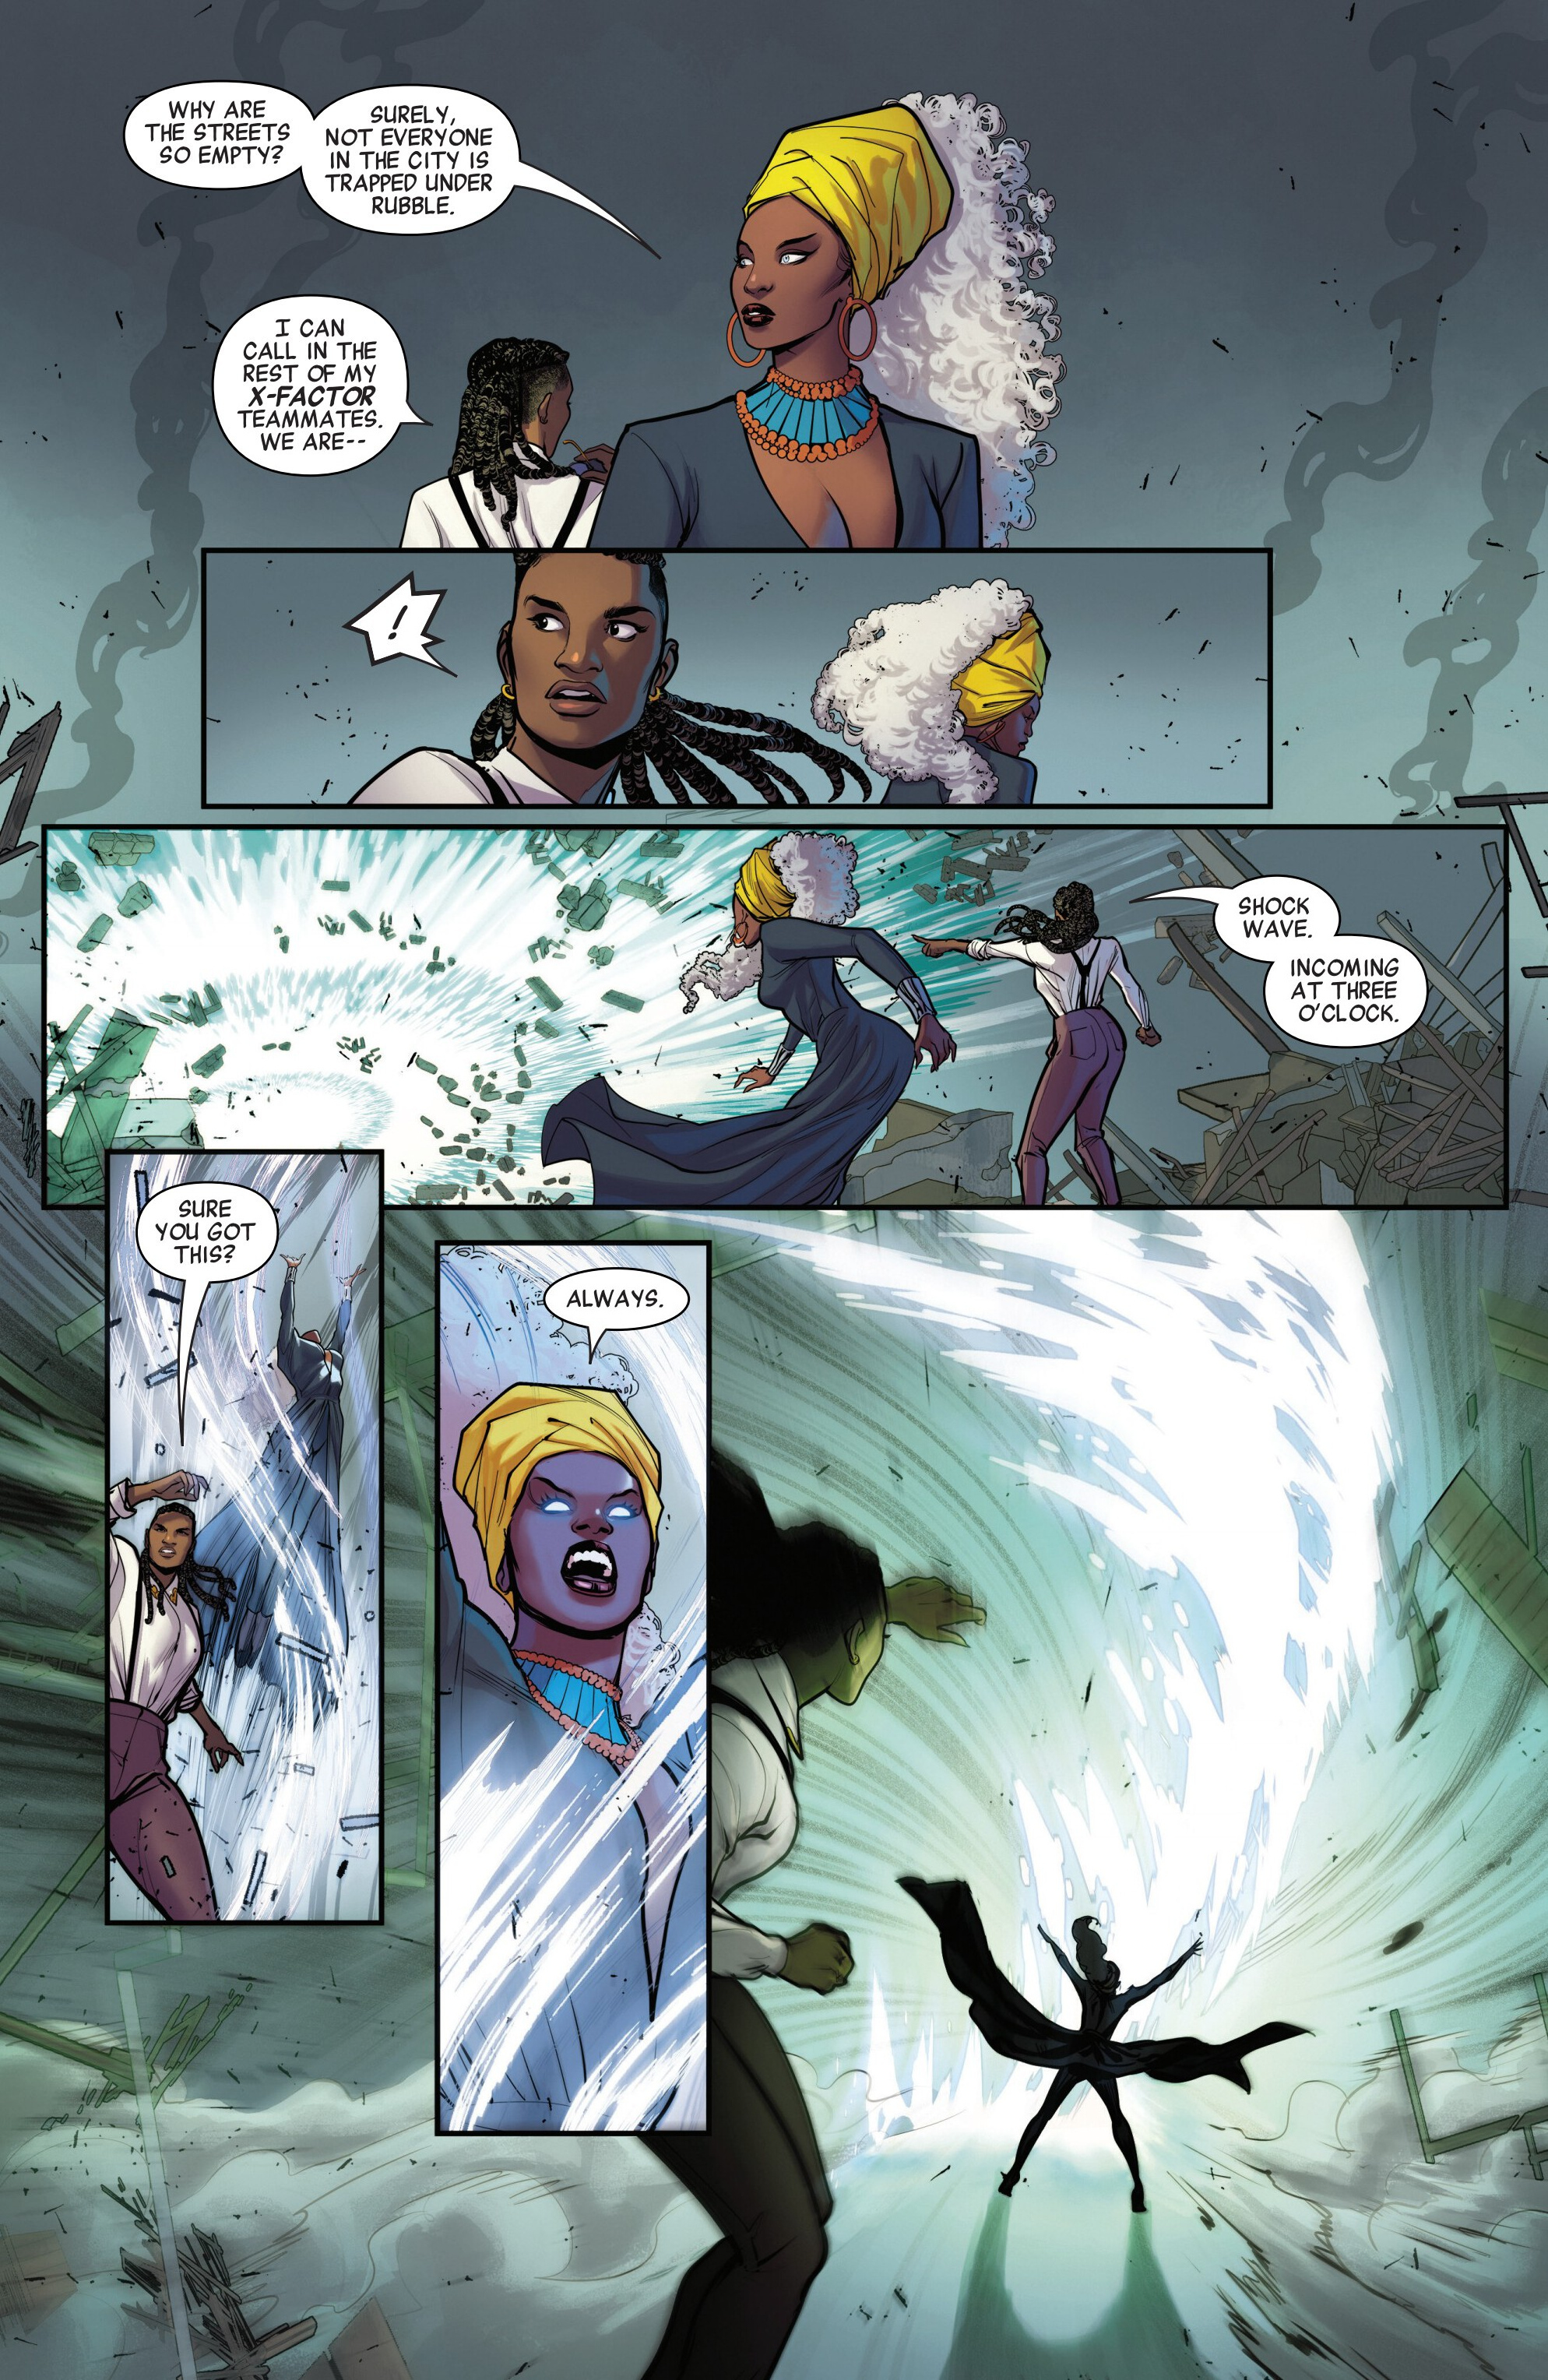 WHY ARE
THE STREETS
SO EMPTY?
SURELY,
NOT EVERYONE
IN THE CITY IS
TRAPPED UNDER
RUBBLE.
I CAN
CALL IN THE
REST OF MY
X-FACTOR
TEAMMATES.
WE ARE--
!
SHOCK
WAVE.
INCOMING
AT THREE
O'CLOCK.
SURE
YOU GOT
THIS?
ALWAYS.